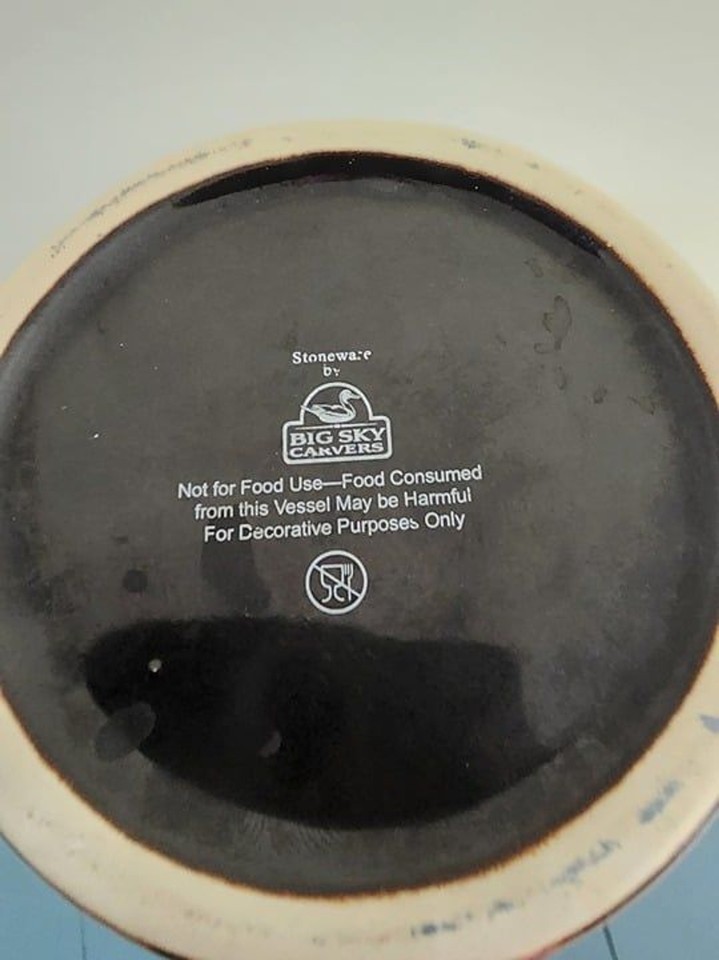 Stoneware
by
BIG SKY
CARVERS
Not for Food Use—Food Consumed
from this Vessel May be Harmful
For Decorative Purposes Only